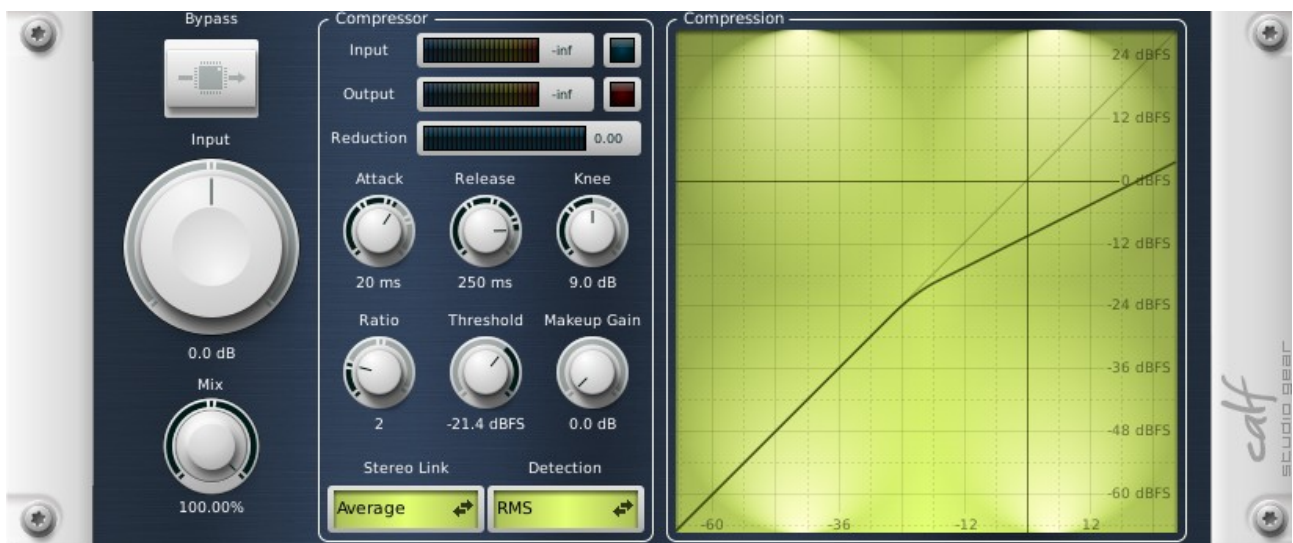 Bypass
Input
0.0 dB
Mix
100.00%
Compressor
Input -inf
Output -inf
Reduction 0.00
Attack Release Knee
20 ms 250 ms 9.0 dB
Ratio Threshold Makeup Gain
2 -21.4 dBFS 0.0 dB
Stereo Link Detection
Average RMS
Compression
24 dBFS
12 dBFS
0 dBFS
-12 dBFS
-24 dBFS
-36 dBFS
-48 dBFS
-60 dBFS
-60 -36 -12 12
calf
studio gear